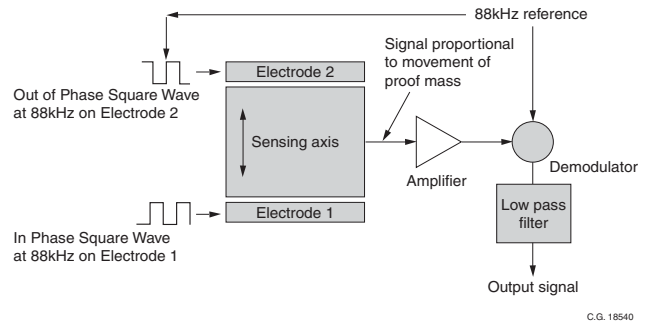 88kHz reference
Signal proportional
to movement of
proof mass
Electrode 2
Out of Phase Square Wave
at 88kHz on Electrode 2
Sensing axis
Amplifier
Demodulator
Electrode 1
Low pass
filter
In Phase Square Wave
at 88kHz on Electrode 1
Output signal
C.G. 18540